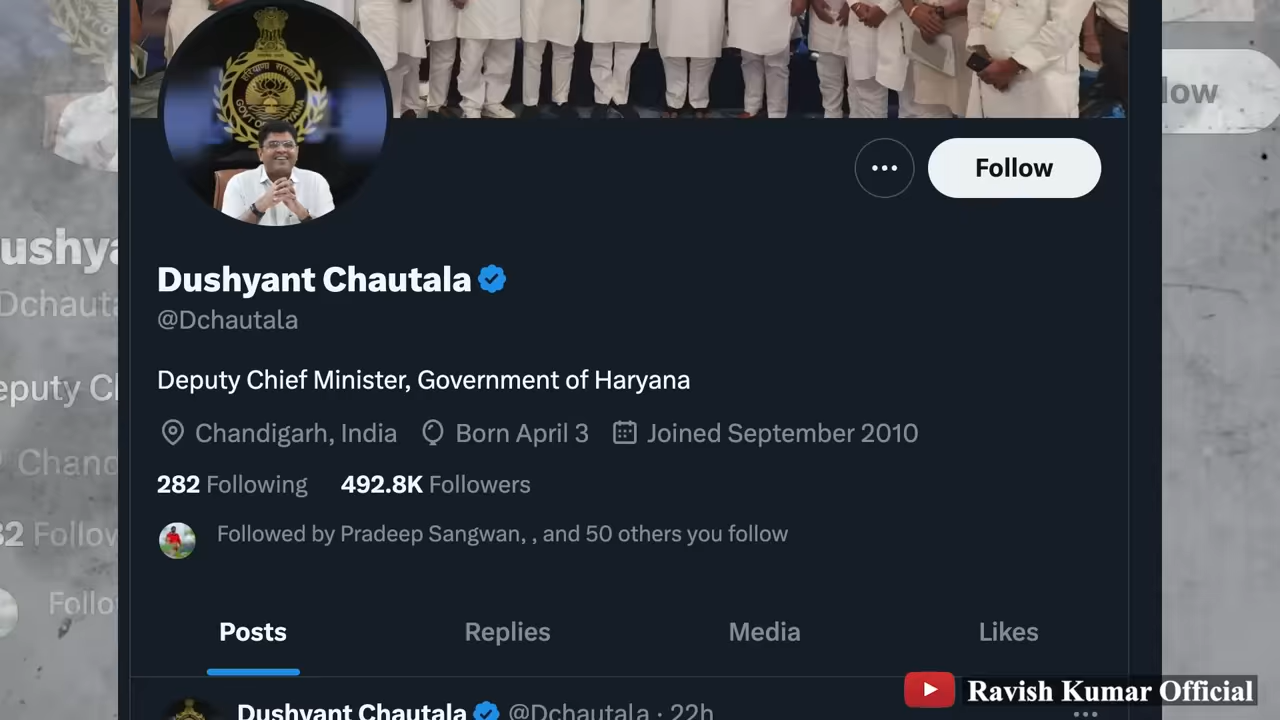 हरियाणा सरकार
Follow
Dushyant Chautala
@Dchautala
Deputy Chief Minister, Government of Haryana
Chandigarh, India Born April 3 Joined September 2010
282 Following 492.8K Followers
Followed by Pradeep Sangwan, , and 50 others you follow
Posts Replies Media Likes
Dushyant Chautala @Dchautala · 22h
Ravish Kumar Official